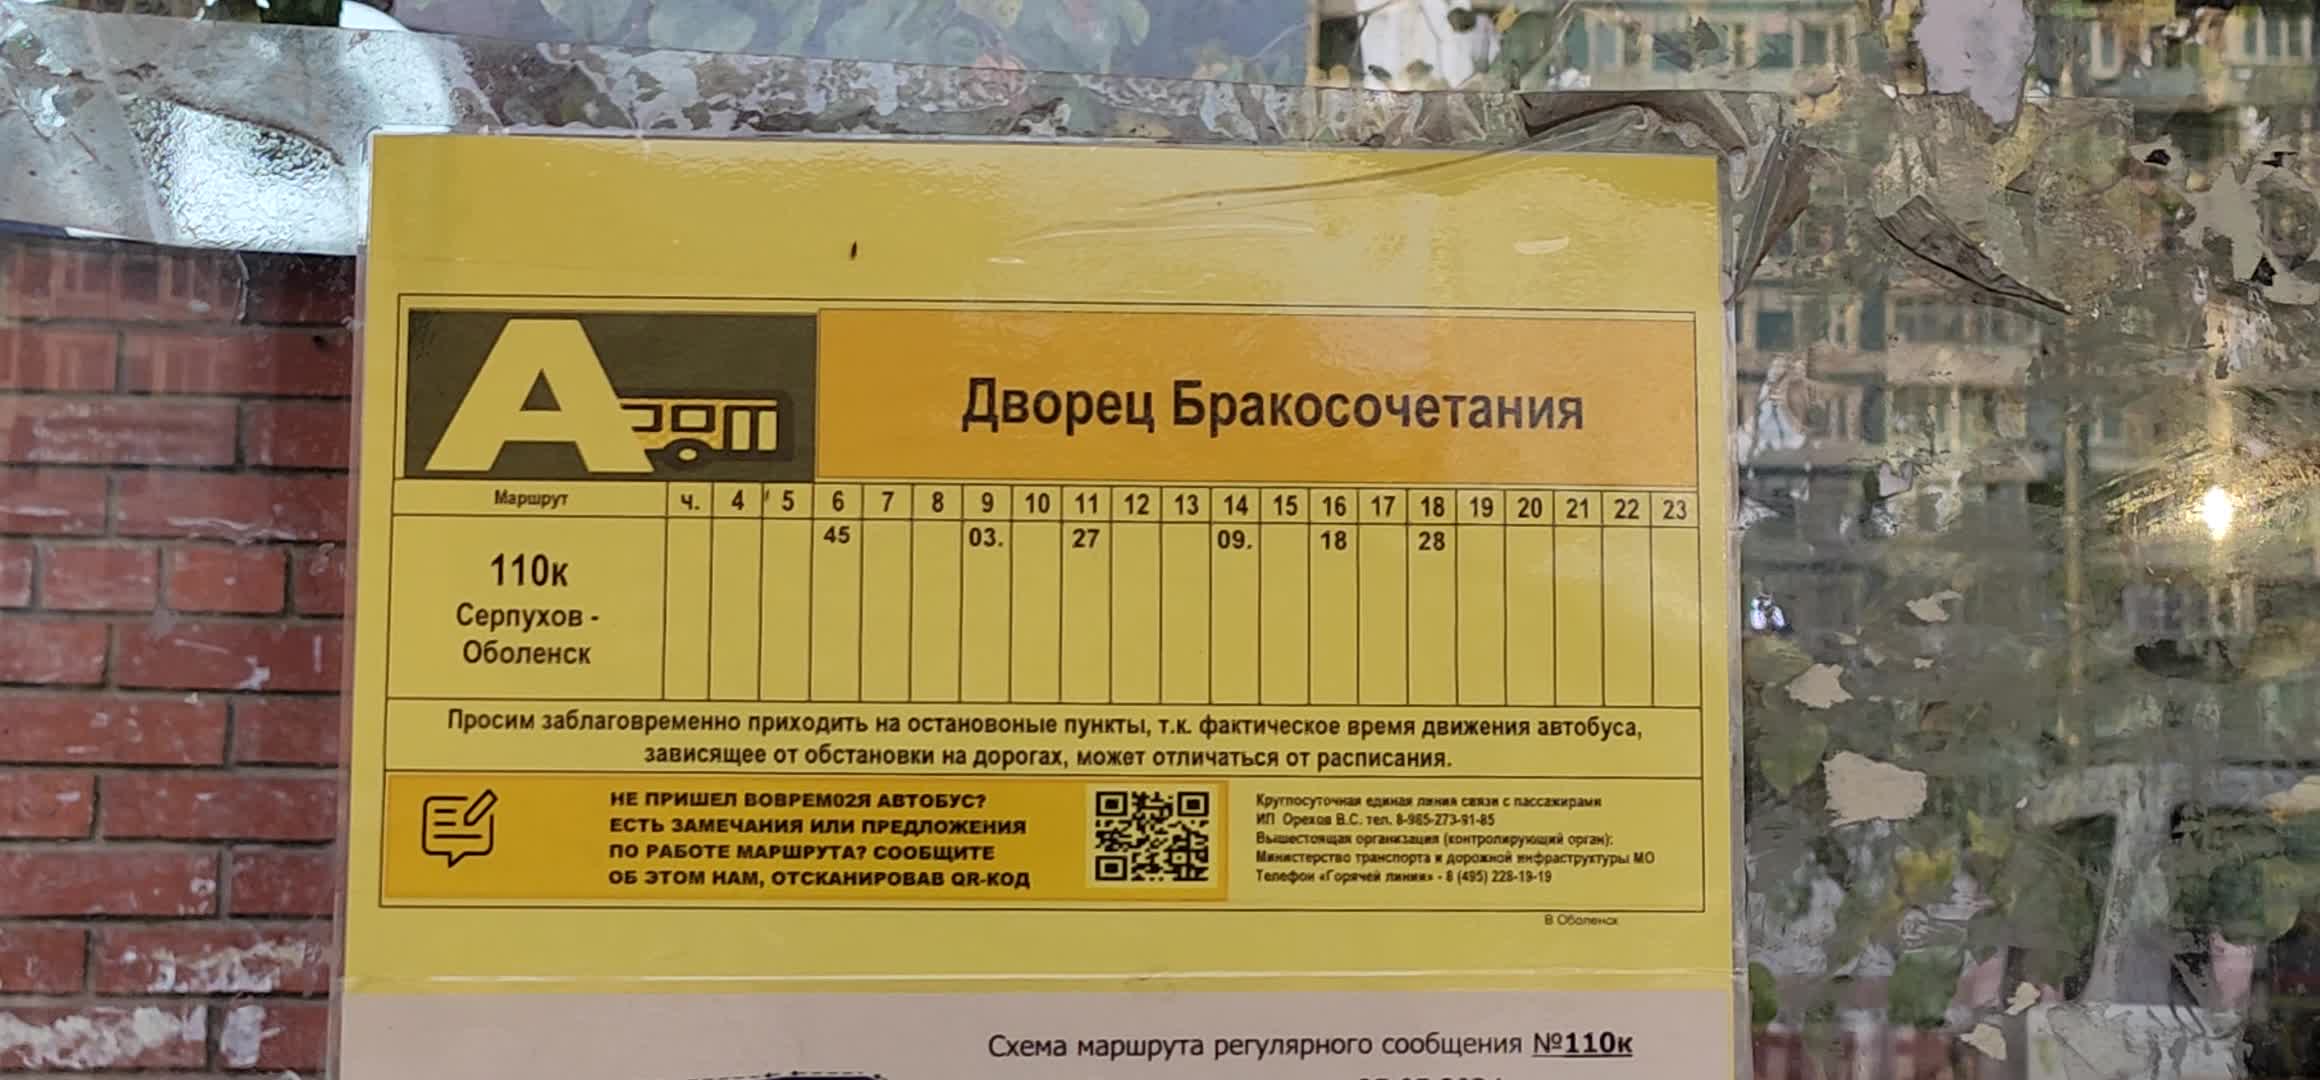 А
Дворец Бракосочетания
Маршрут ч. 4 5 6 7 8 9 10 11 12 13 14 15 16 17 18 19 20 21 22 23
45 03. 27 09. 18 28
110к
Серпухов -
Оболенск
Просим заблаговременно приходить на остановоные пункты, т.к. фактическое время движения автобуса,
зависящее от обстановки на дорогах, может отличаться от расписания.
НЕ ПРИШЕЛ ВОВРЕМ02Я АВТОБУС?
ЕСТЬ ЗАМЕЧАНИЯ ИЛИ ПРЕДЛОЖЕНИЯ
ПО РАБОТЕ МАРШРУТА? СООБЩИТЕ
ОБ ЭТОМ НАМ, ОТСКАНИРОВАВ QR-КОД
Круглосуточная единая линия связи с пассажирами
ИП Орехов В.С. тел. 8-985-273-91-85
Вышестоящая организация (контролирующий орган):
Министерство транспорта и дорожной инфраструктуры МО
Телефон «Горячей линии» - 8 (495) 228-19-19
В Оболенск
Схема маршрута регулярного сообщения №110к